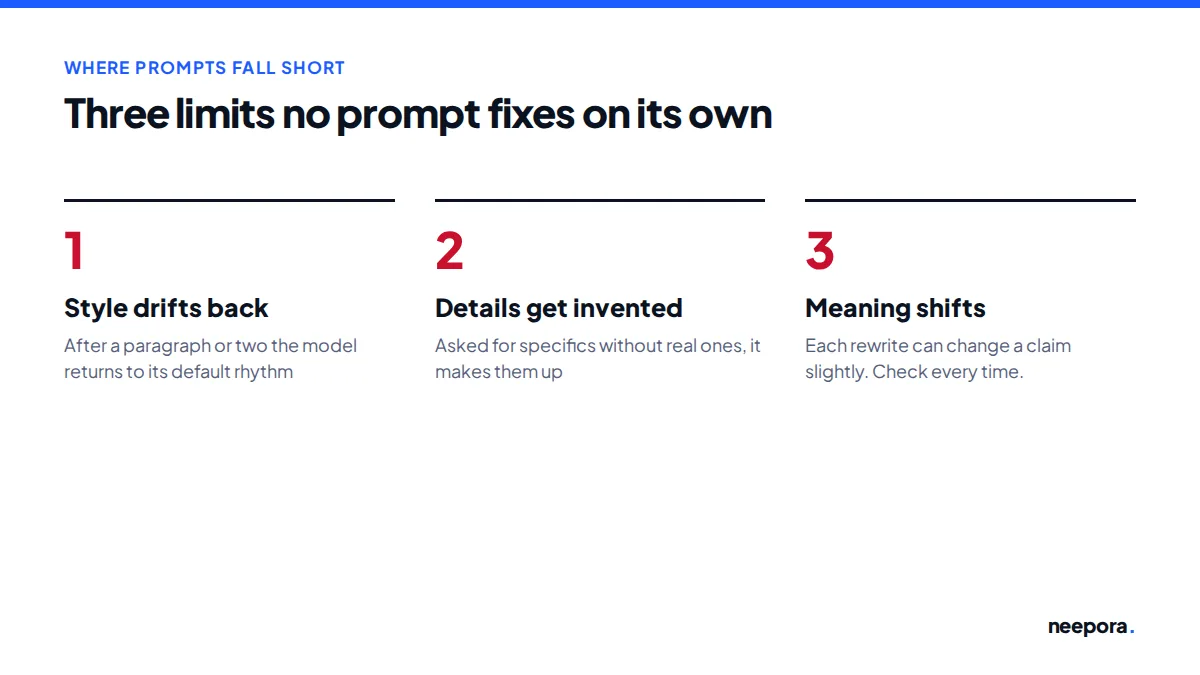 WHERE PROMPTS FALL SHORT
Three limits no prompt fixes on its own
1
Style drifts back
After a paragraph or two the model
returns to its default rhythm
2
Details get invented
Asked for specifics without real ones, it
makes them up
3
Meaning shifts
Each rewrite can change a claim
slightly. Check every time.
neepora.